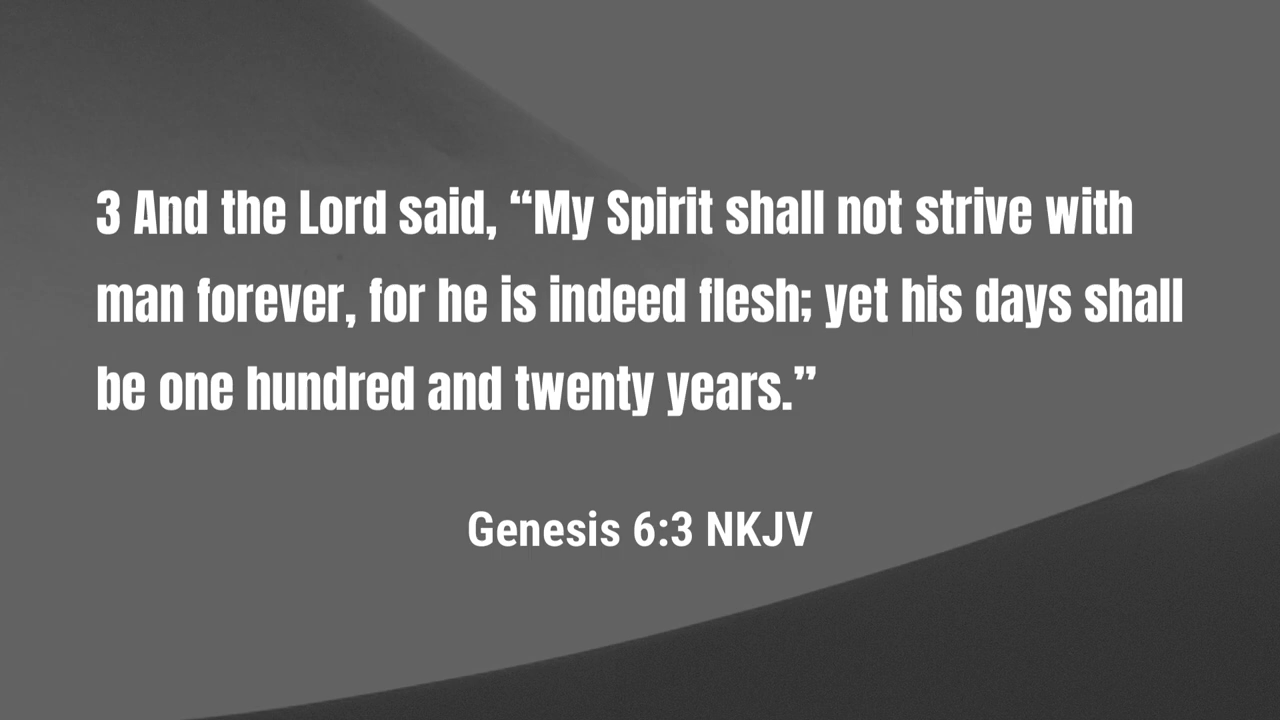 3 And the Lord said, “My Spirit shall not strive with
man forever, for he is indeed flesh; yet his days shall
be one hundred and twenty years.”
Genesis 6:3 NKJV